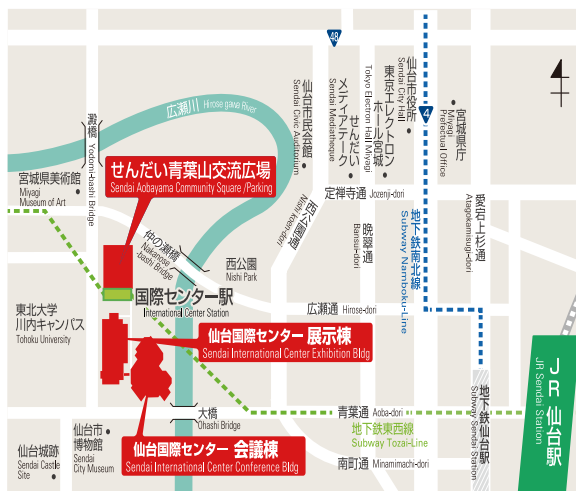 48
広瀬川 Hirose gawa River
澱橋 Yodomi-bashi Bridge
宮城県美術館
Miyagi
Museum of Art
せんだい青葉山交流広場
Sendai Aobayama Community Square /Parking
仙台市民会館
Sendai Civic Auditorium
せんだい
メディアテーク
Sendai Mediatheque
東京エレクトロン
ホール宮城
Tokyo Electron Hall Miyagi
仙台市役所
Sendai City Hall
4
宮城県庁
Miyagi
Prefectual Office
4
定禅寺通 Jozenji-dori
西公園通
Nishi koen-dori
晩翠通
Bansui-dori
地下鉄南北線
Subway Namboku-Line
愛宕上杉通
Atagokamisugi-dori
仲の瀬橋
Nakanose
-bashi Bridge
西公園
Nishi Park
国際センター駅
International Center Station
広瀬通 Hirose-dori
東北大学
川内キャンパス
Tohoku University
仙台国際センター 展示棟
Sendai International Center Exhibition Bldg
JR 仙台駅
JR Sendai Station
地下鉄仙台駅
Subway Sendai Station
大橋
Ohashi Bridge
青葉通 Aoba-dori
地下鉄東西線
Subway Tozai-Line
仙台市
博物館
Sendai
City Museum
仙台城跡
Sendai Castle
Site
仙台国際センター 会議棟
Sendai International Center Conference Bldg
南町通 Minamimachi-dori